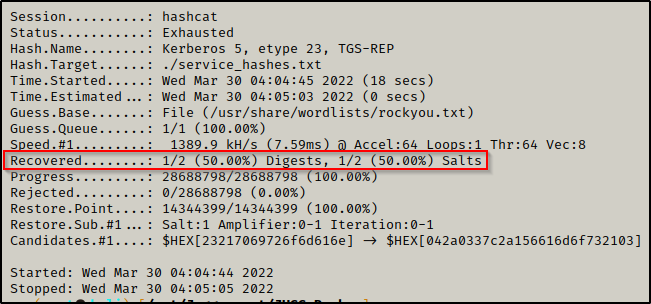 Session..........: hashcat
Status...........: Exhausted
Hash.Name........: Kerberos 5, etype 23, TGS-REP
Hash.Target......: ./service_hashes.txt
Time.Started.....: Wed Mar 30 04:04:45 2022 (18 secs)
Time.Estimated...: Wed Mar 30 04:05:03 2022 (0 secs)
Guess.Base.......: File (/usr/share/wordlists/rockyou.txt)
Guess.Queue......: 1/1 (100.00%)
Speed.#1.........:  1389.9 kH/s (7.59ms) @ Accel:64 Loops:1 Thr:64 Vec:8
Recovered........: 1/2 (50.00%) Digests, 1/2 (50.00%) Salts
Progress.........: 28688798/28688798 (100.00%)
Rejected.........: 0/28688798 (0.00%)
Restore.Point....: 14344399/14344399 (100.00%)
Restore.Sub.#1...: Salt:1 Amplifier:0-1 Iteration:0-1
Candidates.#1....: $HEX[23217069726f6d616e] -> $HEX[042a0337c2a156616d6f732103]
Started: Wed Mar 30 04:04:44 2022
Stopped: Wed Mar 30 04:05:05 2022